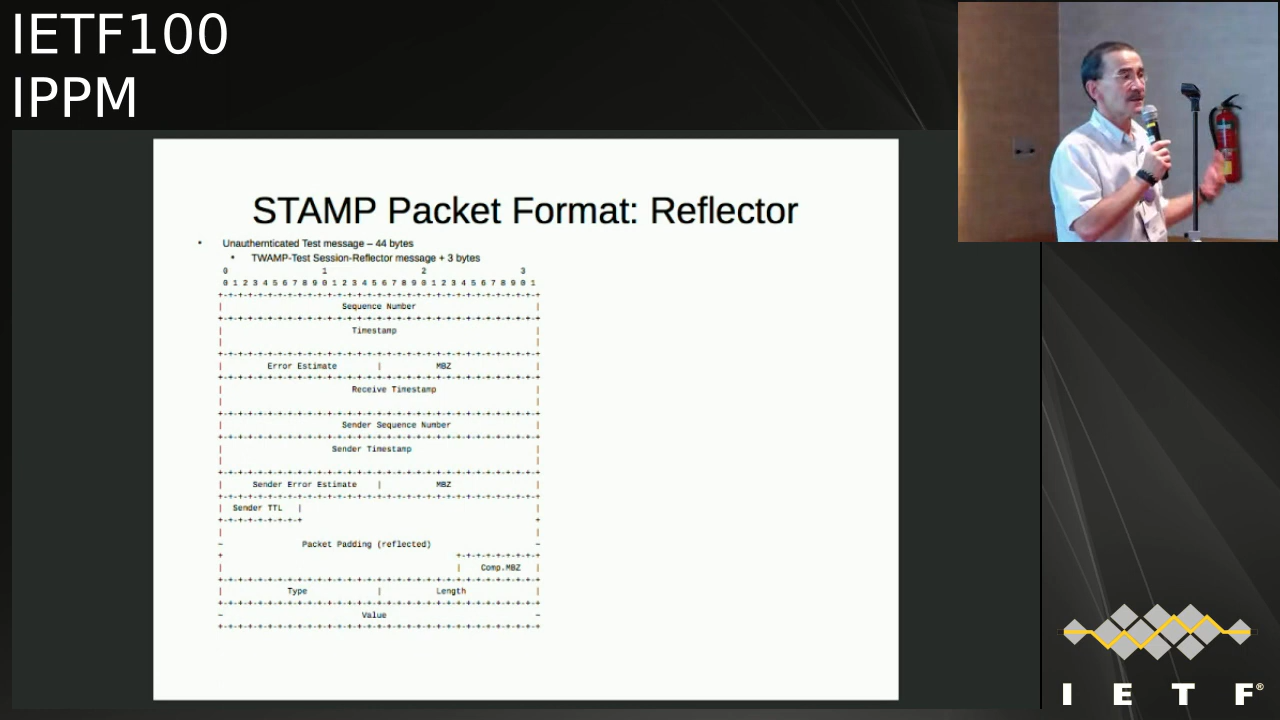 IETF100
IPPM
STAMP Packet Format: Reflector
• Unauthernticated Test message – 44 bytes
• TWAMP-Test Session-Reflector message + 3 bytes
0 1 2 3
0 1 2 3 4 5 6 7 8 9 0 1 2 3 4 5 6 7 8 9 0 1 2 3 4 5 6 7 8 9 0 1
+-+-+-+-+-+-+-+-+-+-+-+-+-+-+-+-+-+-+-+-+-+-+-+-+-+-+-+-+-+-+-+-+
| Sequence Number |
+-+-+-+-+-+-+-+-+-+-+-+-+-+-+-+-+-+-+-+-+-+-+-+-+-+-+-+-+-+-+-+-+
| Timestamp |
| |
+-+-+-+-+-+-+-+-+-+-+-+-+-+-+-+-+-+-+-+-+-+-+-+-+-+-+-+-+-+-+-+-+
| Error Estimate | MBZ |
+-+-+-+-+-+-+-+-+-+-+-+-+-+-+-+-+-+-+-+-+-+-+-+-+-+-+-+-+-+-+-+-+
| Receive Timestamp |
| |
+-+-+-+-+-+-+-+-+-+-+-+-+-+-+-+-+-+-+-+-+-+-+-+-+-+-+-+-+-+-+-+-+
| Sender Sequence Number |
+-+-+-+-+-+-+-+-+-+-+-+-+-+-+-+-+-+-+-+-+-+-+-+-+-+-+-+-+-+-+-+-+
| Sender Timestamp |
| |
+-+-+-+-+-+-+-+-+-+-+-+-+-+-+-+-+-+-+-+-+-+-+-+-+-+-+-+-+-+-+-+-+
| Sender Error Estimate | MBZ |
+-+-+-+-+-+-+-+-+-+-+-+-+-+-+-+-+-+-+-+-+-+-+-+-+-+-+-+-+-+-+-+-+
| Sender TTL | |
+-+-+-+-+-+-+-+-+ +
| |
~ Packet Padding (reflected) ~
+ +-+-+-+-+-+-+-+-+
| | Comp.MBZ |
+-+-+-+-+-+-+-+-+-+-+-+-+-+-+-+-+-+-+-+-+-+-+-+-+-+-+-+-+-+-+-+-+
| Type | Length |
+-+-+-+-+-+-+-+-+-+-+-+-+-+-+-+-+-+-+-+-+-+-+-+-+-+-+-+-+-+-+-+-+
~ Value ~
+-+-+-+-+-+-+-+-+-+-+-+-+-+-+-+-+-+-+-+-+-+-+-+-+-+-+-+-+-+-+-+-+
I E T F®